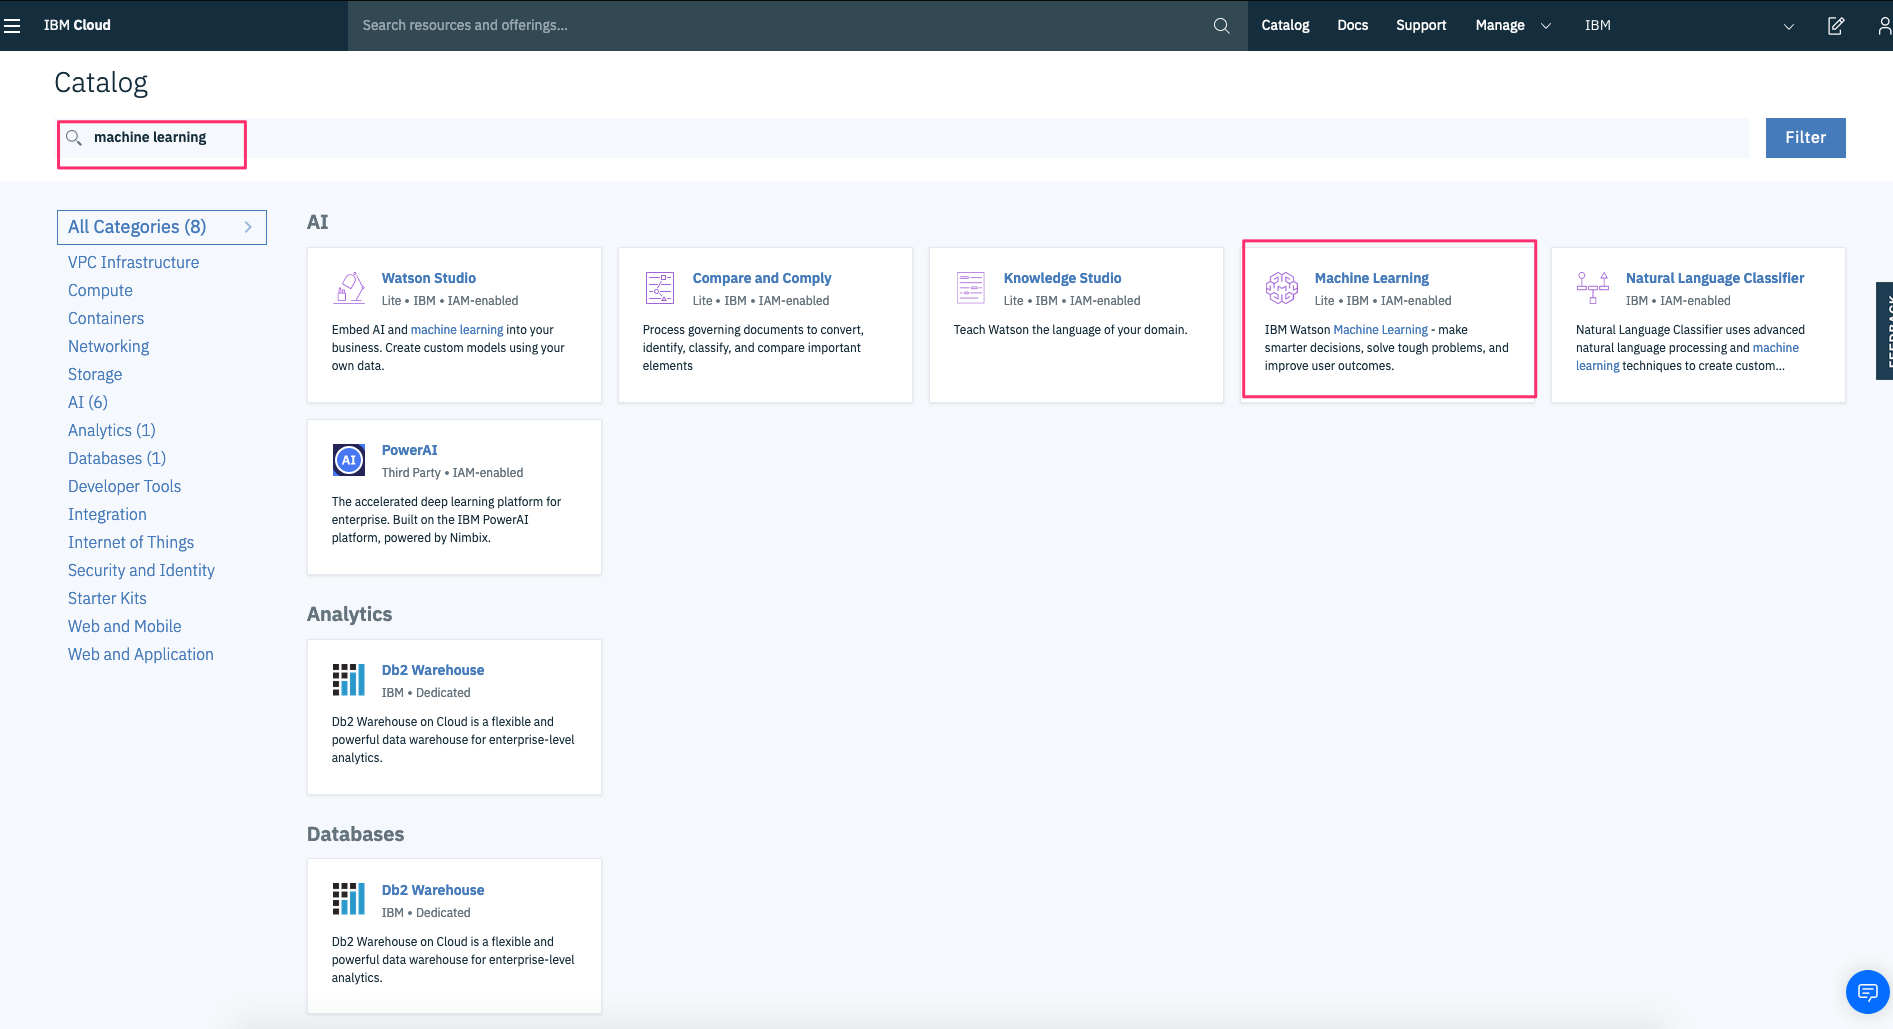 IBM Cloud
Search resources and offerings...
Catalog
Docs
Support
Manage
IBM
Catalog
machine learning
Filter
All Categories (8)
VPC Infrastructure
Compute
Containers
Networking
Storage
AI (6)
Analytics (1)
Databases (1)
Developer Tools
Integration
Internet of Things
Security and Identity
Starter Kits
Web and Mobile
Web and Application
AI
Watson Studio
Lite • IBM • IAM-enabled
Embed AI and machine learning into your
business. Create custom models using your
own data.
Compare and Comply
Lite • IBM • IAM-enabled
Process governing documents to convert,
identify, classify, and compare important
elements
Knowledge Studio
Lite • IBM • IAM-enabled
Teach Watson the language of your domain.
Machine Learning
Lite • IBM • IAM-enabled
IBM Watson Machine Learning - make
smarter decisions, solve tough problems, and
improve user outcomes.
Natural Language Classifier
IBM • IAM-enabled
Natural Language Classifier uses advanced
natural language processing and machine
learning techniques to create custom...
AI
PowerAI
Third Party • IAM-enabled
The accelerated deep learning platform for
enterprise. Built on the IBM PowerAI
platform, powered by Nimbix.
Analytics
Db2 Warehouse
IBM • Dedicated
Db2 Warehouse on Cloud is a flexible and
powerful data warehouse for enterprise-level
analytics.
Databases
Db2 Warehouse
IBM • Dedicated
Db2 Warehouse on Cloud is a flexible and
powerful data warehouse for enterprise-level
analytics.
FEEDBACK